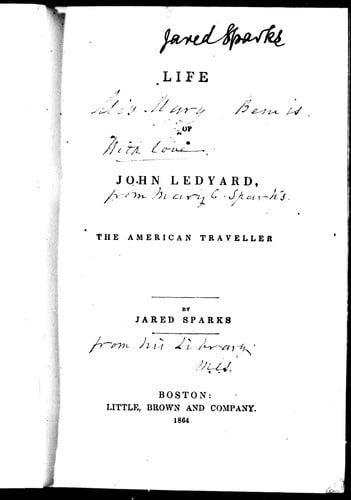 Jared Sparks
LIFE
Mary Bemis.
OF
With love.
JOHN LEDYARD,
from Mary C. Sparks.
THE AMERICAN TRAVELLER
BY
JARED SPARKS
from his Library.
BOSTON:
LITTLE, BROWN AND COMPANY.
1864